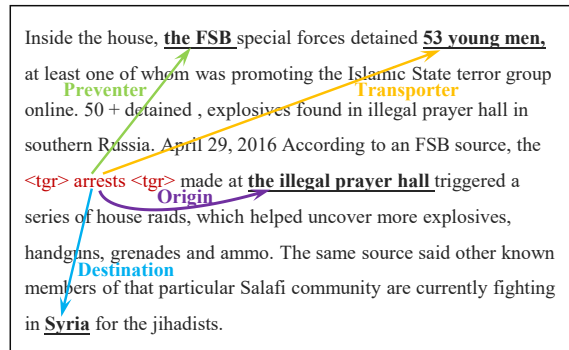 Inside the house, the FSB special forces detained 53 young men,
at least one of whom was promoting the Islamic State terror group
Preventer
Transporter
online. 50 + detained , explosives found in illegal prayer hall in
southern Russia. April 29, 2016 According to an FSB source, the
<tgr> arrests <tgr> made at the illegal prayer hall triggered a
Origin
series of house raids, which helped uncover more explosives,
handguns, grenades and ammo. The same source said other known
Destination
members of that particular Salafi community are currently fighting
in Syria for the jihadists.